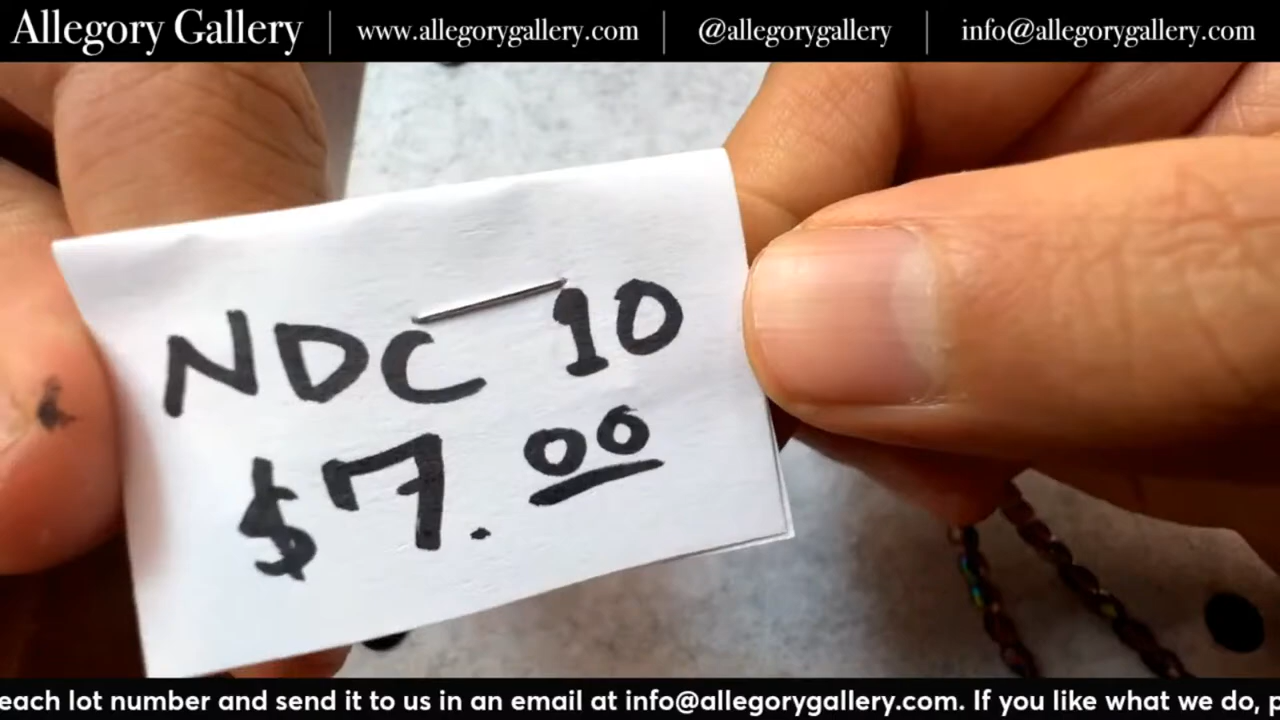 Allegory Gallery | www.allegorygallery.com | @allegorygallery | info@allegorygallery.com
NDC 10
$7.00
each lot number and send it to us in an email at info@allegorygallery.com. If you like what we do, p